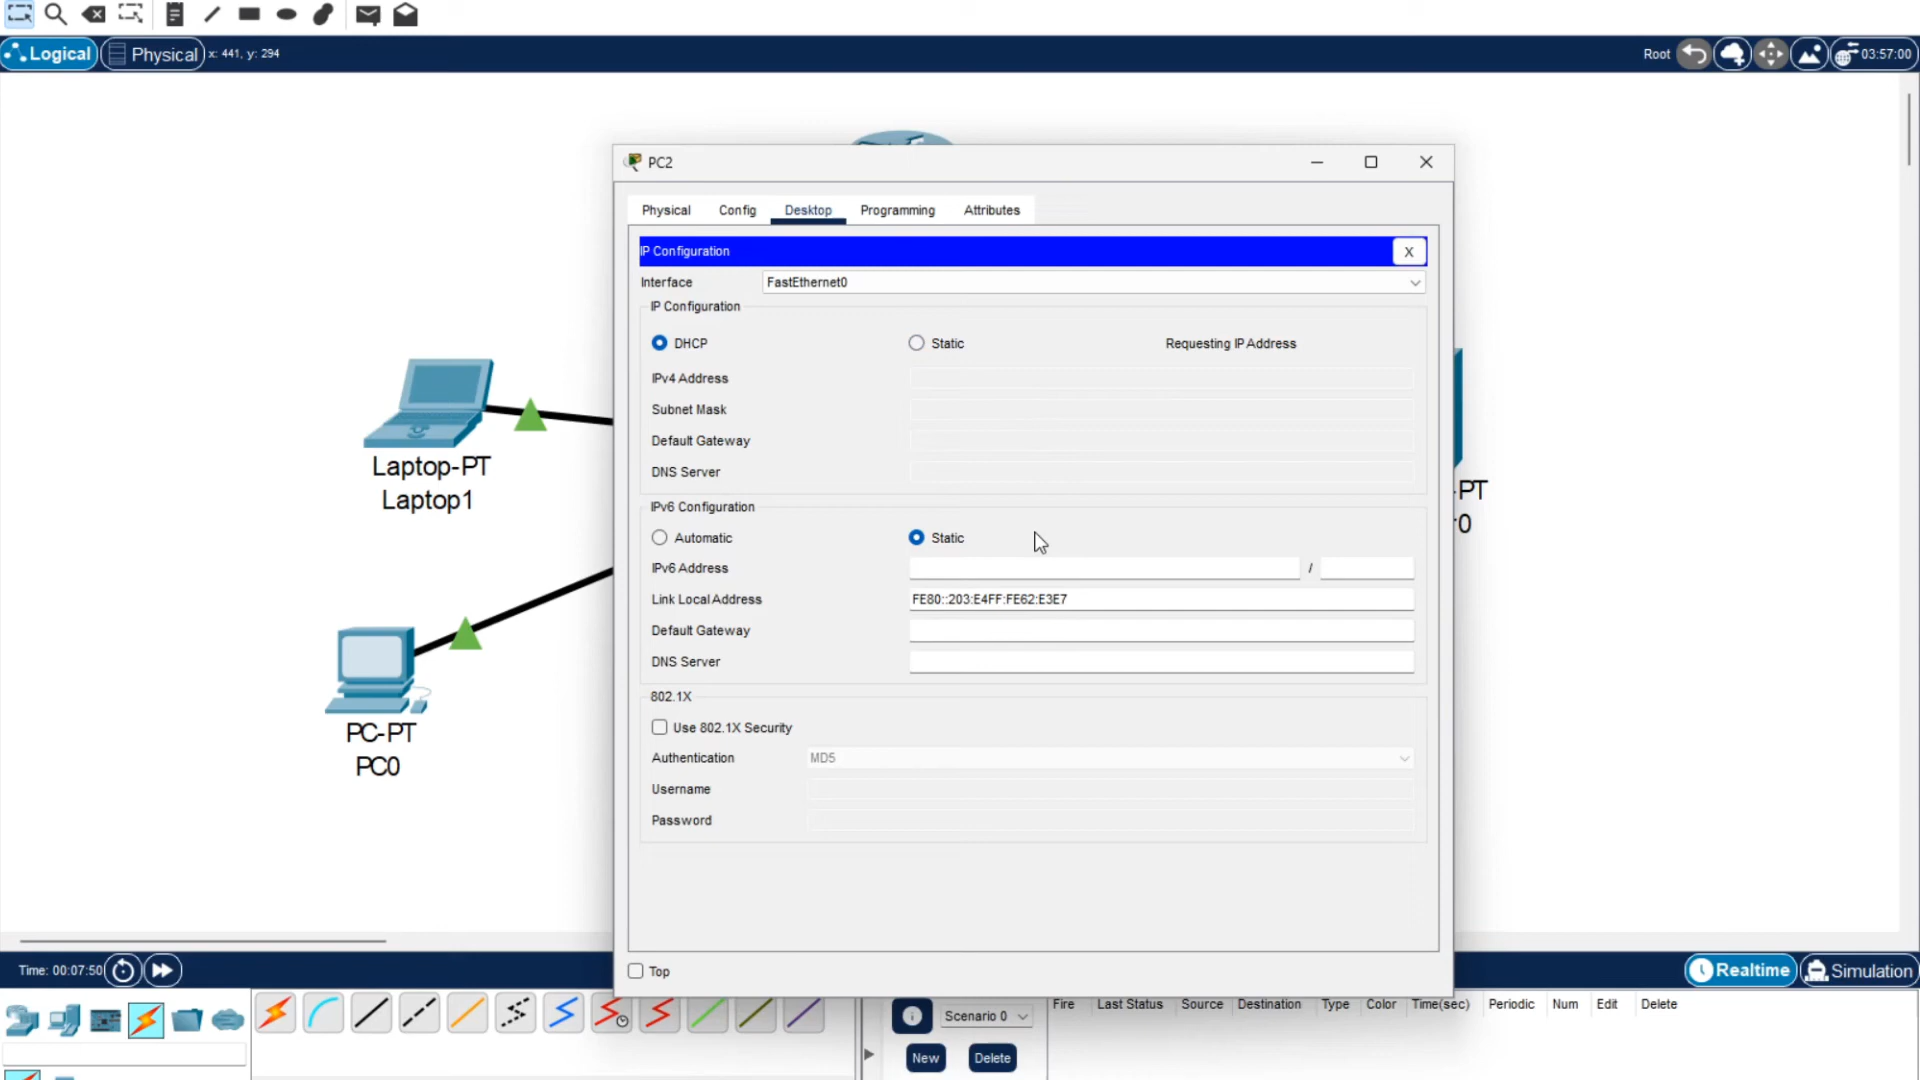 Logical
Physical
x: 441, y: 294
Root
03:57:00
PC2
Physical
Config
Desktop
Programming
Attributes
IP Configuration
X
Interface
FastEthernet0
IP Configuration
DHCP
Static
Requesting IP Address
IPv4 Address
Subnet Mask
Default Gateway
DNS Server
IPv6 Configuration
Automatic
Static
IPv6 Address
/
Link Local Address
FE80::203:E4FF:FE62:E3E7
Default Gateway
DNS Server
802.1X
Use 802.1X Security
Authentication
MD5
Username
Password
Top
Laptop-PT
Laptop1
PC-PT
PC0
-PT
r0
Time: 00:07:50
Realtime
Simulation
Scenario 0
New
Delete
Fire
Last Status
Source
Destination
Type
Color
Time(sec)
Periodic
Num
Edit
Delete